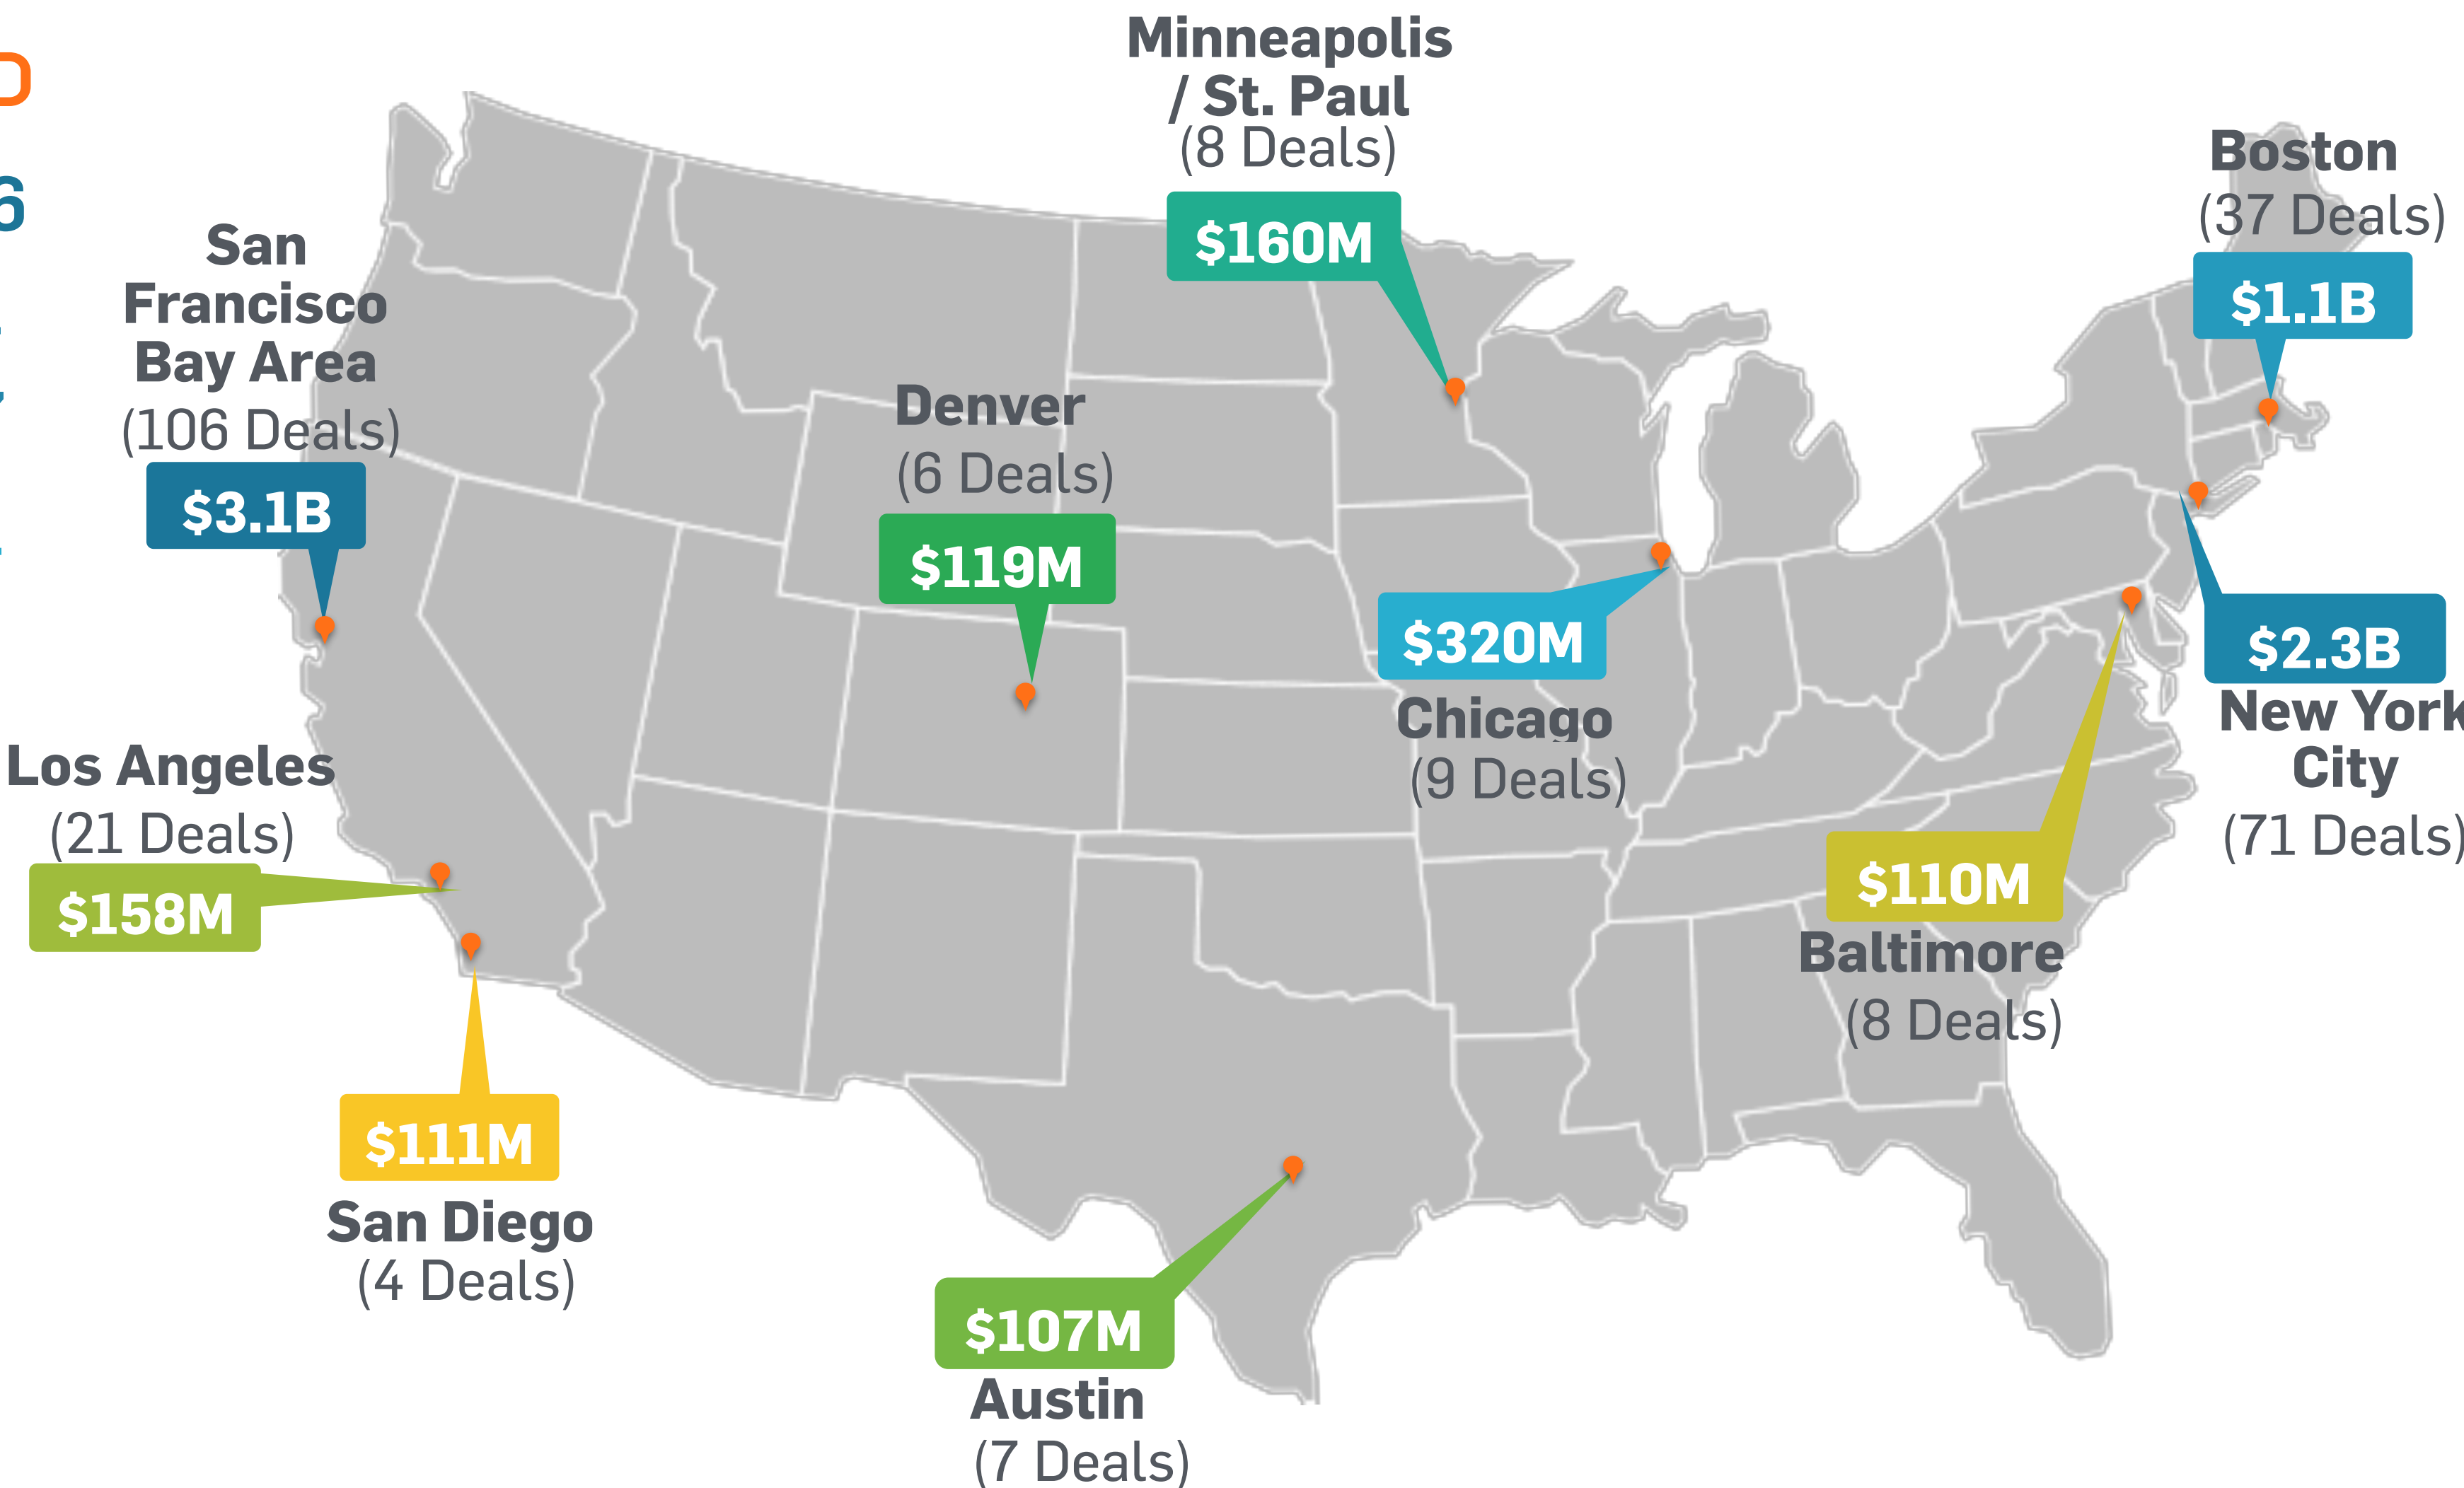 Minneapolis
/ St. Paul
(8 Deals)
$160M
Boston
(37 Deals)
$1.1B
San
Francisco
Bay Area
(106 Deals)
$3.1B
Denver
(6 Deals)
$119M
$320M
Chicago
(9 Deals)
$2.3B
New York
City
(71 Deals)
Los Angeles
(21 Deals)
$158M
$110M
Baltimore
(8 Deals)
$111M
San Diego
(4 Deals)
$107M
Austin
(7 Deals)